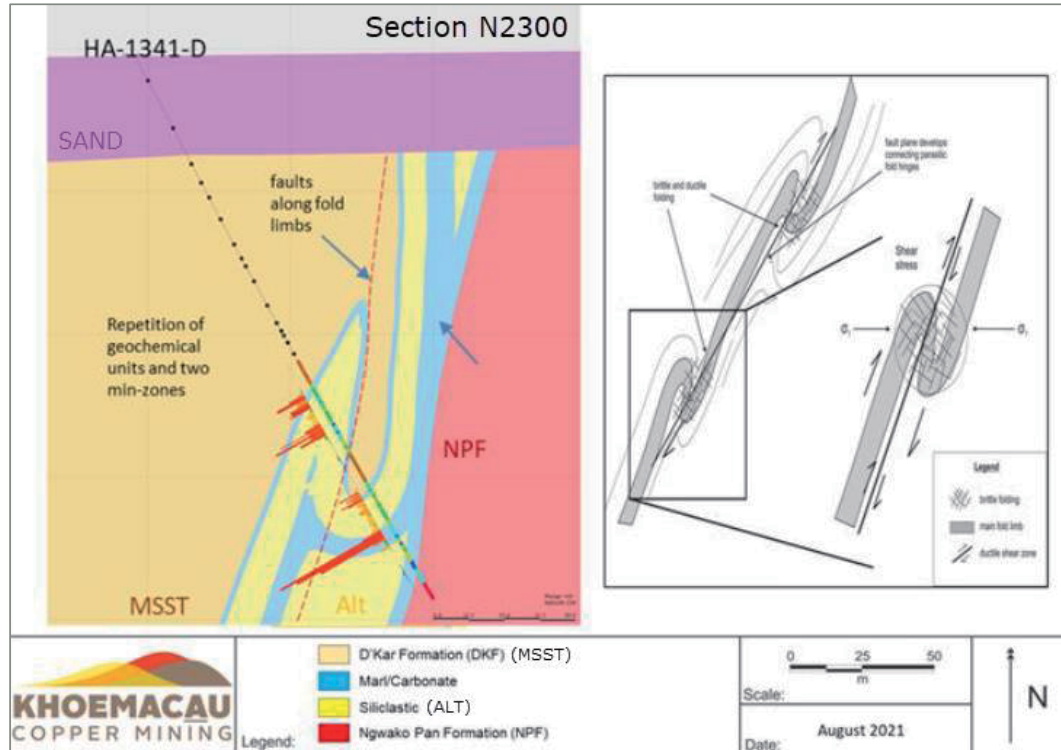 Section N2300
HA-1341-D
SAND
faults
along fold
limbs
Repetition of
geochemical
units and two
min-zones
NPF
MSST
Alt
fault plane develops
connecting parasitic
fold hinges
brittle and ductile
folding
Shear
stress
σ₁
σ₁
Legend
brittle folding
main fold limb
ductile shear zone
KHOEMACAU
COPPER MINING
Legend:
D'Kar Formation (DKF) (MSST)
Marl/Carbonate
Siliclastic (ALT)
Ngwako Pan Formation (NPF)
0 25 50
m
Scale:
August 2021
Date:
N